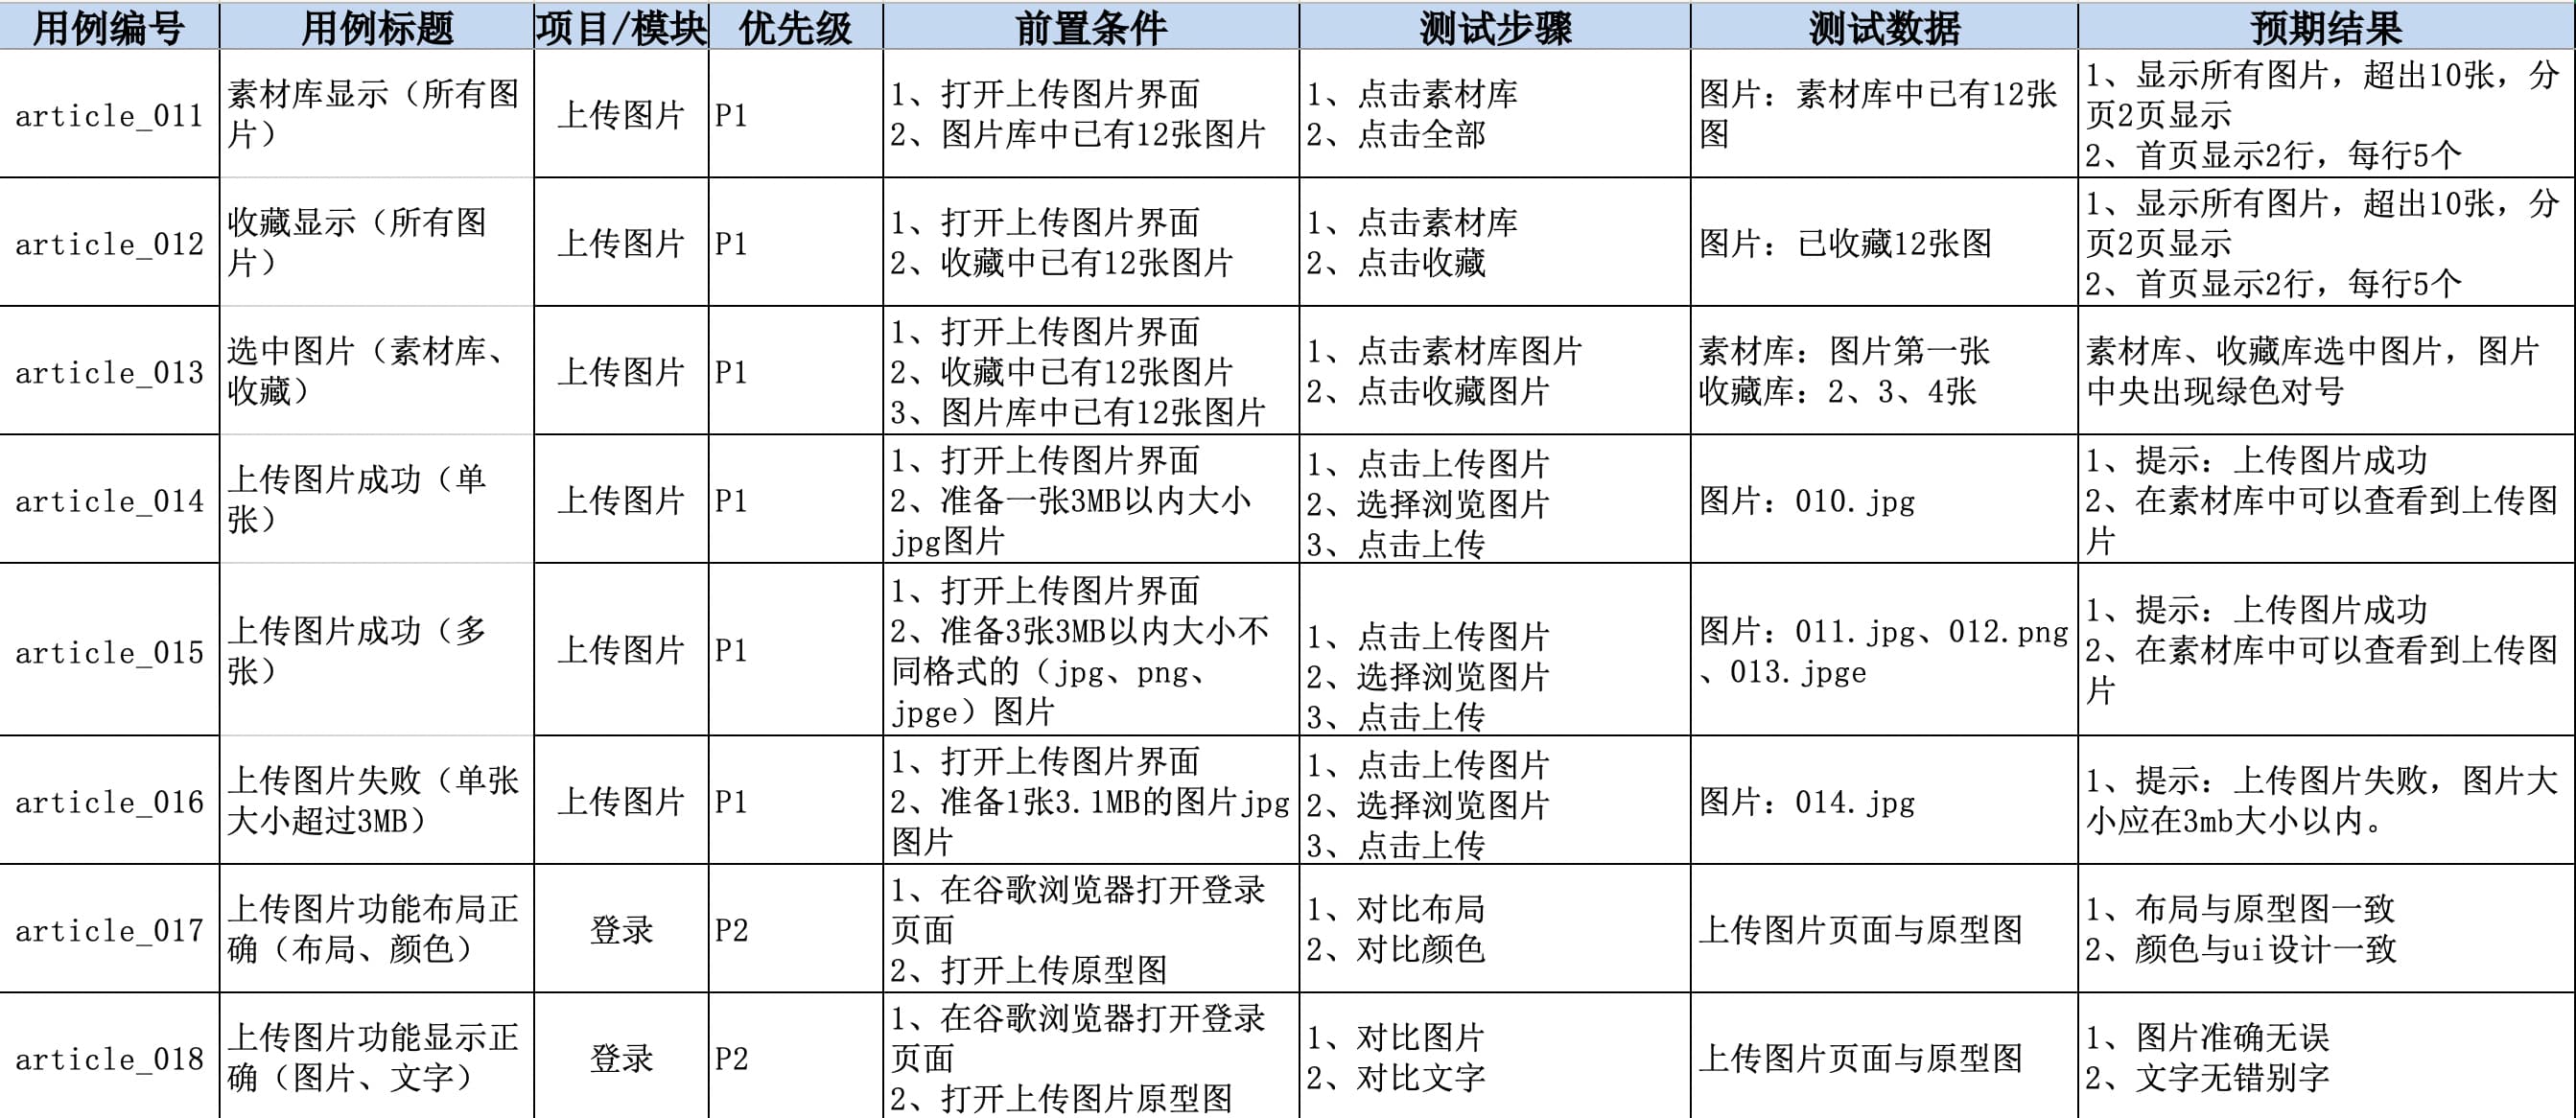 用例编号 用例标题 项目/模块 优先级 前置条件 测试步骤 测试数据 预期结果
article_011
素材库显示（所有图
片）
上传图片
P1
1、打开上传图片界面
2、图片库中已有12张图片
1、点击素材库
2、点击全部
图片：素材库中已有12张
图
1、显示所有图片，超出10张，分
页2页显示
2、首页显示2行，每行5个
article_012
收藏显示（所有图
片）
上传图片
P1
1、打开上传图片界面
2、收藏中已有12张图片
1、点击素材库
2、点击收藏
图片：已收藏12张图
1、显示所有图片，超出10张，分
页2页显示
2、首页显示2行，每行5个
article_013
选中图片（素材库、
收藏）
上传图片
P1
1、打开上传图片界面
2、收藏中已有12张图片
3、图片库中已有12张图片
1、点击素材库图片
2、点击收藏图片
素材库：图片第一张
收藏库：2、3、4张
素材库、收藏库选中图片，图片
中央出现绿色对号
article_014
上传图片成功（单
张）
上传图片
P1
1、打开上传图片界面
2、准备一张3MB以内大小
jpg图片
1、点击上传图片
2、选择浏览图片
3、点击上传
图片：010.jpg
1、提示：上传图片成功
2、在素材库中可以查看到上传图
片
article_015
上传图片成功（多
张）
上传图片
P1
1、打开上传图片界面
2、准备3张3MB以内大小不
同格式的（jpg、png、
jpge）图片
1、点击上传图片
2、选择浏览图片
3、点击上传
图片：011.jpg、012.png
、013.jpge
1、提示：上传图片成功
2、在素材库中可以查看到上传图
片
article_016
上传图片失败（单张
大小超过3MB）
上传图片
P1
1、打开上传图片界面
2、准备1张3.1MB的图片jpg
图片
1、点击上传图片
2、选择浏览图片
3、点击上传
图片：014.jpg
1、提示：上传图片失败，图片大
小应在3mb大小以内。
article_017
上传图片功能布局正
确（布局、颜色）
登录
P2
1、在谷歌浏览器打开登录
页面
2、打开上传原型图
1、对比布局
2、对比颜色
上传图片页面与原型图
1、布局与原型图一致
2、颜色与ui设计一致
article_018
上传图片功能显示正
确（图片、文字）
登录
P2
1、在谷歌浏览器打开登录
页面
2、打开上传图片原型图
1、对比图片
2、对比文字
上传图片页面与原型图
1、图片准确无误
2、文字无错别字